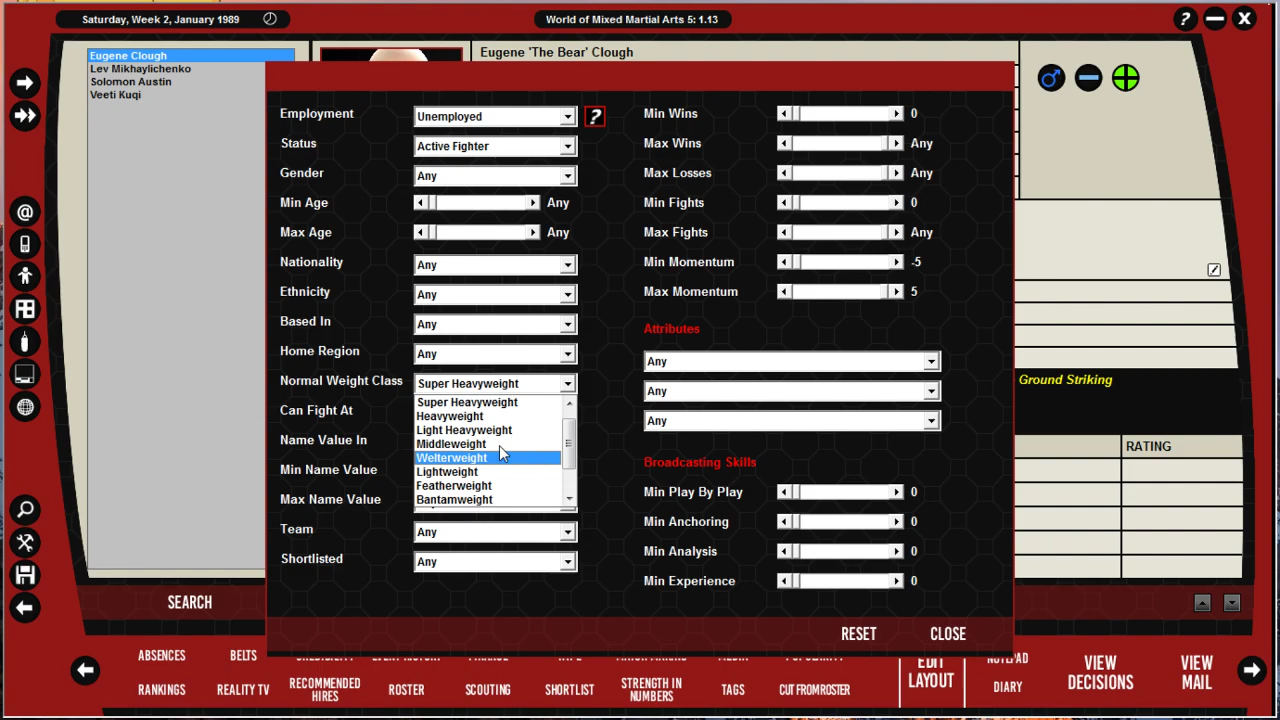 Saturday, Week 2, January 1989
World of Mixed Martial Arts 5: 1.13
?
Eugene Clough
Lev Mikhaylichenko
Solomon Austin
Veeti Kuqi
Eugene 'The Bear' Clough
Employment Unemployed ?
Status Active Fighter
Gender Any
Min Age Any
Max Age Any
Nationality Any
Ethnicity Any
Based In Any
Home Region Any
Normal Weight Class Super Heavyweight
Super Heavyweight
Heavyweight
Light Heavyweight
Middleweight
Welterweight
Lightweight
Featherweight
Bantamweight
Can Fight At
Name Value In
Min Name Value
Max Name Value
Team Any
Shortlisted Any
Min Wins 0
Max Wins Any
Max Losses Any
Min Fights 0
Max Fights Any
Min Momentum -5
Max Momentum 5
Attributes
Any
Any
Any
Broadcasting Skills
Min Play By Play 0
Min Anchoring 0
Min Analysis 0
Min Experience 0
RESET CLOSE
Ground Striking
RATING
@
SEARCH
ABSENCES BELTS
RANKINGS REALITY TV RECOMMENDED HIRES ROSTER SCOUTING SHORTLIST STRENGTH IN NUMBERS TAGS CUT FROM ROSTER
EDIT LAYOUT
NOTEPAD
DIARY
VIEW DECISIONS
VIEW MAIL